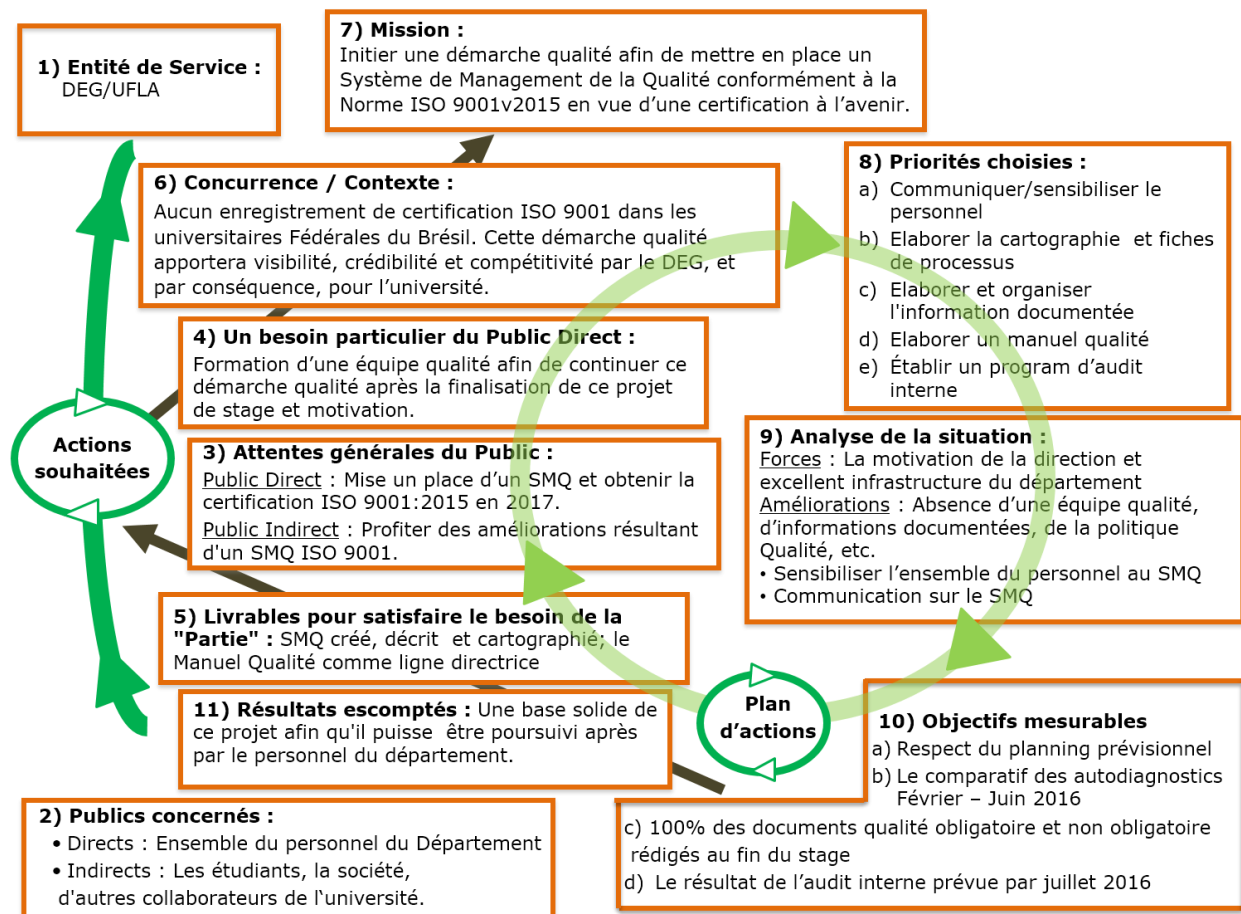 1) Entité de Service :
DEG/UFLA
7) Mission :
Initier une démarche qualité afin de mettre en place un
Système de Management de la Qualité conformément à la
Norme ISO 9001v2015 en vue d’une certification à l’avenir.
6) Concurrence / Contexte :
Aucun enregistrement de certification ISO 9001 dans les
universitaires Fédérales du Brésil. Cette démarche qualité
apportera visibilité, crédibilité et compétitivité par le DEG, et
par conséquence, pour l’université.
8) Priorités choisies :
a) Communiquer/sensibiliser le
personnel
b) Elaborer la cartographie et fiches
de processus
c) Elaborer et organiser
l'information documentée
d) Elaborer un manuel qualité
e) Établir un program d’audit
interne
4) Un besoin particulier du Public Direct :
Formation d’une équipe qualité afin de continuer ce
démarche qualité après la finalisation de ce projet
de stage et motivation.
Actions
souhaitées
3) Attentes générales du Public :
Public Direct : Mise un place d’un SMQ et obtenir la
certification ISO 9001:2015 en 2017.
Public Indirect : Profiter des améliorations résultant
d'un SMQ ISO 9001.
9) Analyse de la situation :
Forces : La motivation de la direction et
excellent infrastructure du département
Améliorations : Absence d’une équipe qualité,
d’informations documentées, de la politique
Qualité, etc.
• Sensibiliser l’ensemble du personnel au SMQ
• Communication sur le SMQ
5) Livrables pour satisfaire le besoin de la
"Partie" : SMQ créé, décrit et cartographié; le
Manuel Qualité comme ligne directrice
11) Résultats escomptés : Une base solide de
ce projet afin qu'il puisse être poursuivi après
par le personnel du département.
Plan
d’actions
10) Objectifs mesurables
a) Respect du planning prévisionnel
b) Le comparatif des autodiagnostics
Février – Juin 2016
c) 100% des documents qualité obligatoire et non obligatoire
rédigés au fin du stage
d) Le résultat de l’audit interne prévue par juillet 2016
2) Publics concernés :
• Directs : Ensemble du personnel du Département
• Indirects : Les étudiants, la société,
d'autres collaborateurs de l‘université.